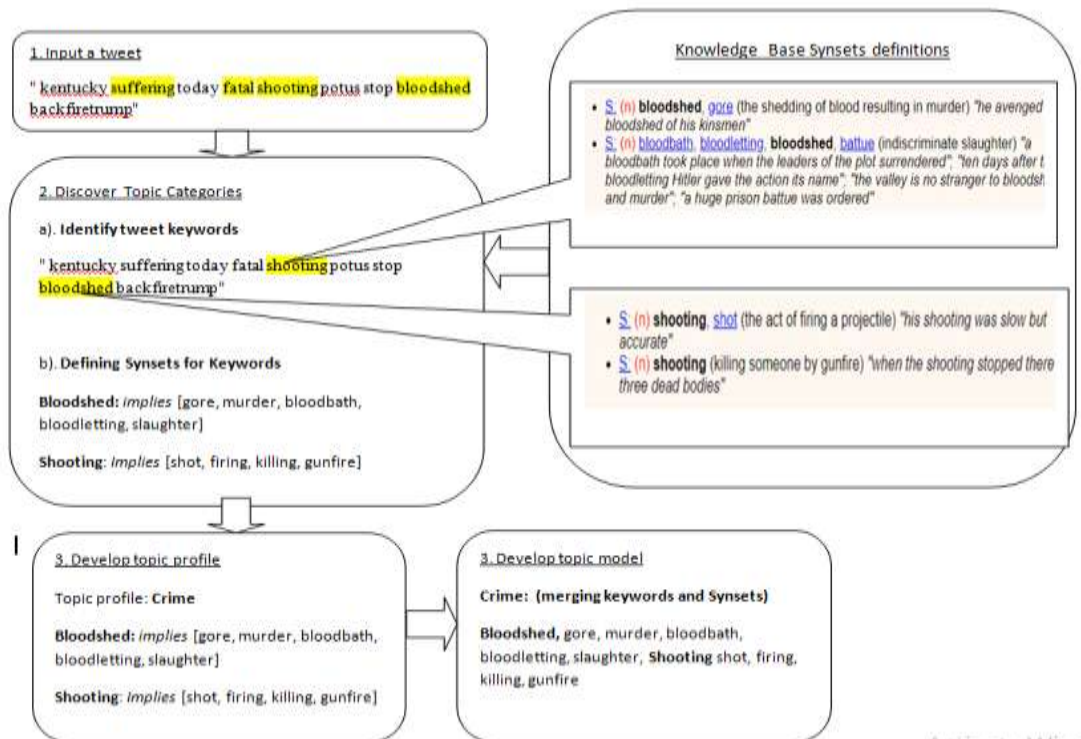 1. Input a tweet
" kentucky suffering today fatal shooting potus stop bloodshed
backfiretrump"
2. Discover Topic Categories
a). Identify tweet keywords
" kentucky suffering today fatal shooting potus stop
bloodshed backfiretrump"
b). Defining Synsets for Keywords
Bloodshed: implies [gore, murder, bloodbath,
bloodletting, slaughter]
Shooting: Implies [shot, firing, killing, gunfire]
Knowledge Base Synsets definitions
• S: (n) bloodshed, gore (the shedding of blood resulting in murder) "he avenged
bloodshed of his kinsmen"
• S: (n) bloodbath, bloodletting, bloodshed, battue (indiscriminate slaughter) "a
bloodbath took place when the leaders of the plot surrendered"; "ten days after t
bloodletting Hitler gave the action its name"; "the valley is no stranger to bloodsh
and murder"; "a huge prison battue was ordered"
• S: (n) shooting, shot (the act of firing a projectile) "his shooting was slow but
accurate"
• S: (n) shooting (killing someone by gunfire) "when the shooting stopped there
three dead bodies"
3. Develop topic profile
Topic profile: Crime
Bloodshed: implies [gore, murder, bloodbath,
bloodletting, slaughter]
Shooting: Implies [shot, firing, killing, gunfire]
3. Develop topic model
Crime: (merging keywords and Synsets)
Bloodshed, gore, murder, bloodbath,
bloodletting, slaughter, Shooting shot, firing,
killing, gunfire